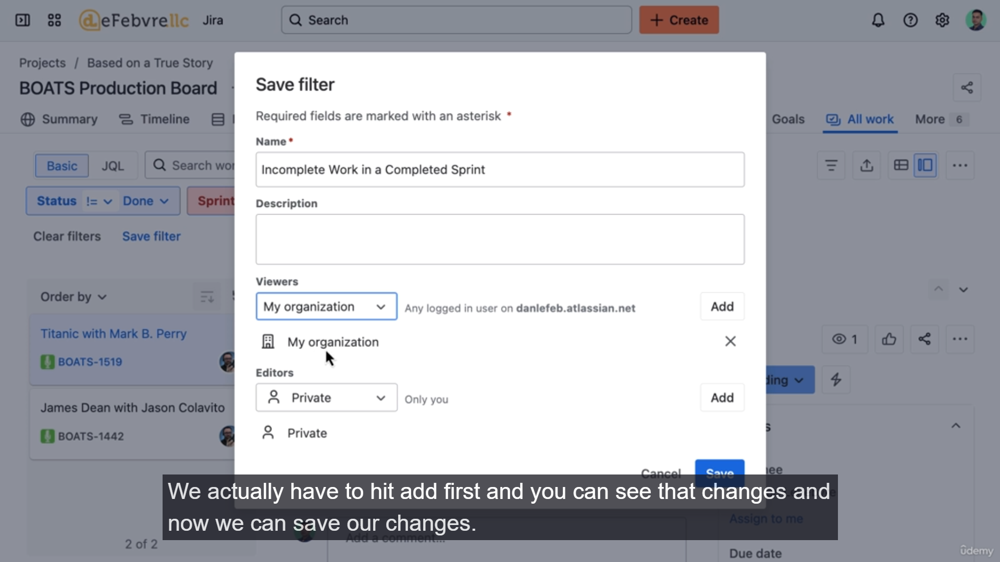 deFebvrellc Jira
Search
+ Create
Projects / Based on a True Story
BOATS Production Board
Summary
Timeline
Goals
All work
More 6
Basic
JQL
Search wor
Status != Done
Sprint
Clear filters
Save filter
Order by
Titanic with Mark B. Perry
BOATS-1519
James Dean with Jason Colavito
BOATS-1442
2 of 2
Save filter
Required fields are marked with an asterisk *
Name *
Incomplete Work in a Completed Sprint
Description
Viewers
My organization
Any logged in user on danlefeb.atlassian.net
Add
My organization
Editors
Private
Only you
Add
Private
Cancel
Save
1
ding
s
nee
Assign to me
Add a comment...
Due date
We actually have to hit add first and you can see that changes and
now we can save our changes.
ûdemy